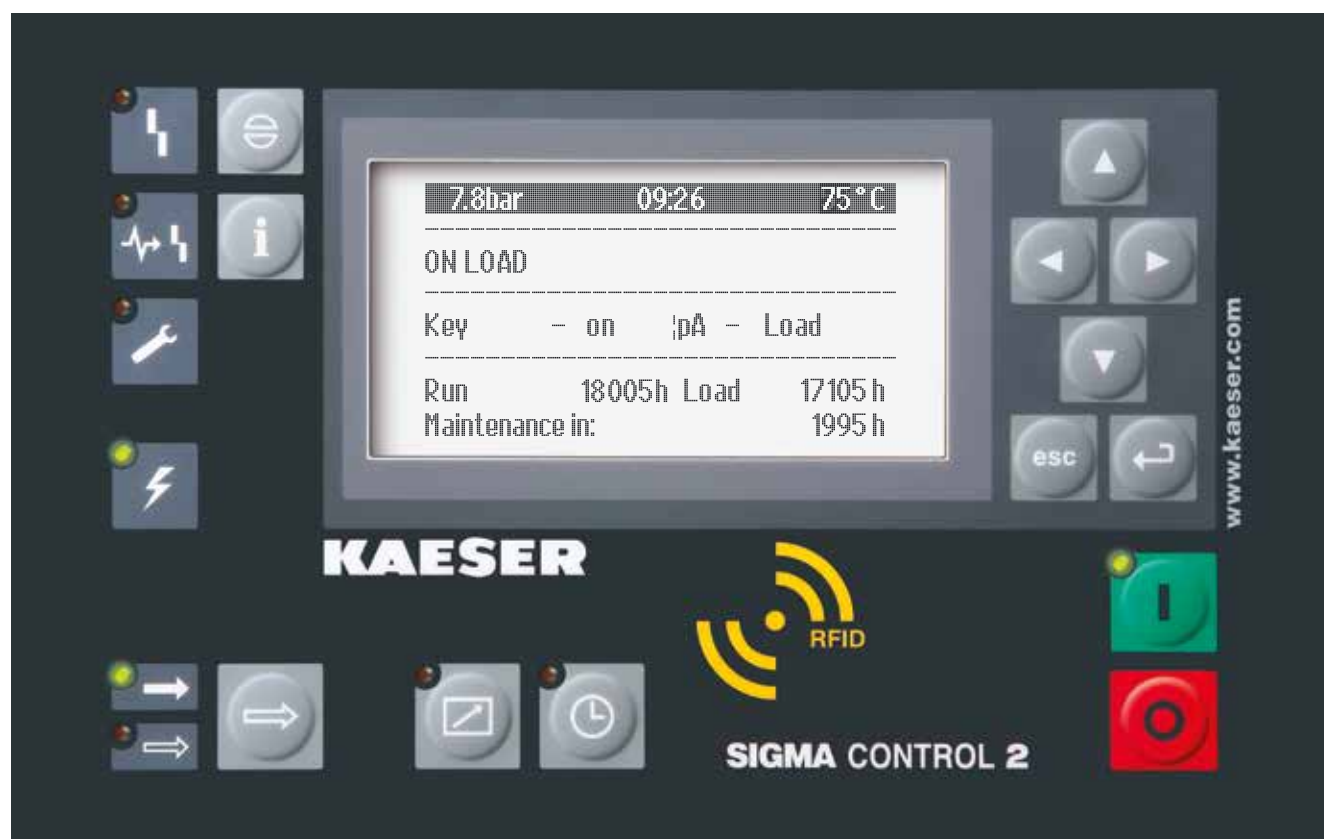 7.8bar 09:26 75°C
ON LOAD
Key - on ¦pA - Load
Run 18005h Load 17105h
Maintenance in: 1995h
i
esc
www.kaeser.com
KAESER
RFID
I
SIGMA CONTROL 2